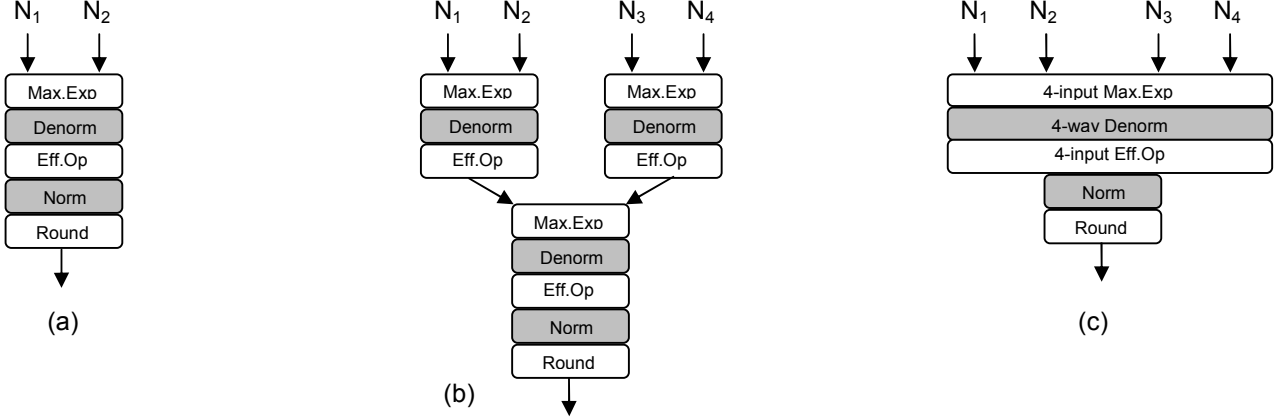 N1 N2
Max.Exp
Denorm
Eff.Op
Norm
Round
(a)
N1 N2 N3 N4
Max.Exp Max.Exp
Denorm Denorm
Eff.Op Eff.Op
Max.Exp
Denorm
Eff.Op
Norm
Round
(b)
N1 N2 N3 N4
4-input Max.Exp
4-way Denorm
4-input Eff.Op
Norm
Round
(c)